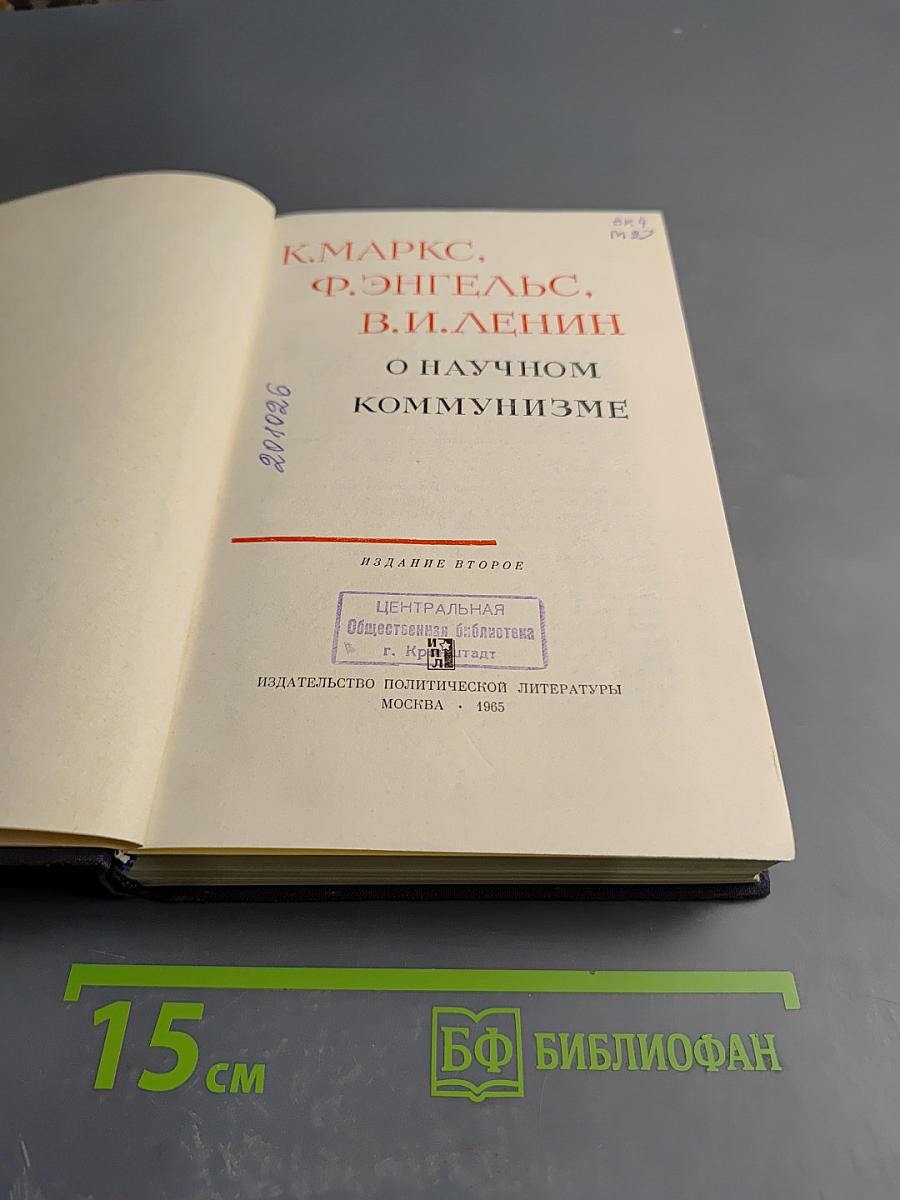 К. МАРКС,
Ф. ЭНГЕЛЬС,
В. И. ЛЕНИН
О НАУЧНОМ
КОММУНИЗМЕ
201026
ИЗДАНИЕ ВТОРОЕ
ЦЕНТРАЛЬНАЯ
Общественная библиотека
г.
ИПЛ
ИЗДАТЕЛЬСТВО ПОЛИТИЧЕСКОЙ ЛИТЕРАТУРЫ
МОСКВА · 1965
15 см
БФ БИБЛИОФАН